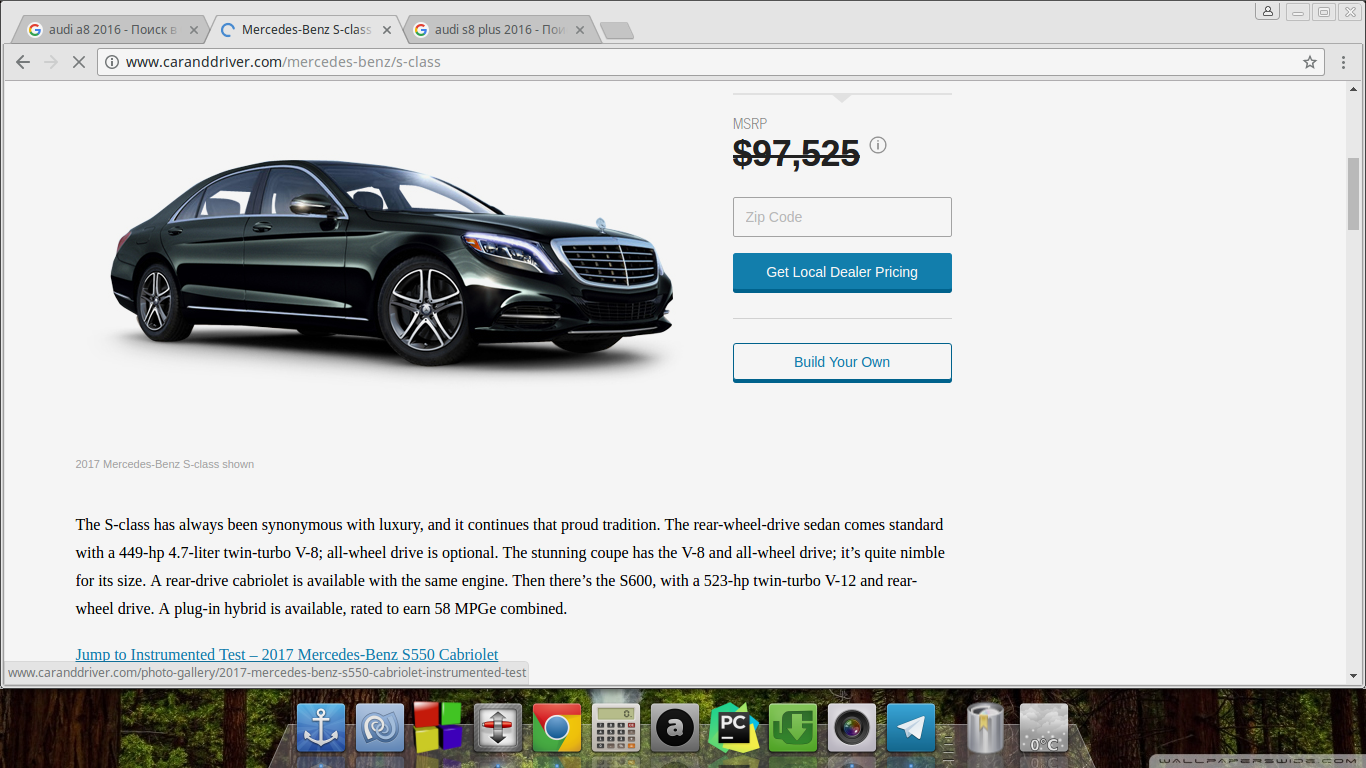 audi a8 2016 - Поиск в
Mercedes-Benz S-class
audi s8 plus 2016 - Пои
www.caranddriver.com/mercedes-benz/s-class
MSRP
$97,525
Zip Code
Get Local Dealer Pricing
Build Your Own
2017 Mercedes-Benz S-class shown
The S-class has always been synonymous with luxury, and it continues that proud tradition. The rear-wheel-drive sedan comes standard
with a 449-hp 4.7-liter twin-turbo V-8; all-wheel drive is optional. The stunning coupe has the V-8 and all-wheel drive; it’s quite nimble
for its size. A rear-drive cabriolet is available with the same engine. Then there’s the S600, with a 523-hp twin-turbo V-12 and rear-
wheel drive. A plug-in hybrid is available, rated to earn 58 MPGe combined.
Jump to Instrumented Test – 2017 Mercedes-Benz S550 Cabriolet
www.caranddriver.com/photo-gallery/2017-mercedes-benz-s550-cabriolet-instrumented-test
0.
a
PC
0°C
WALLPAPERSWIDE.COM